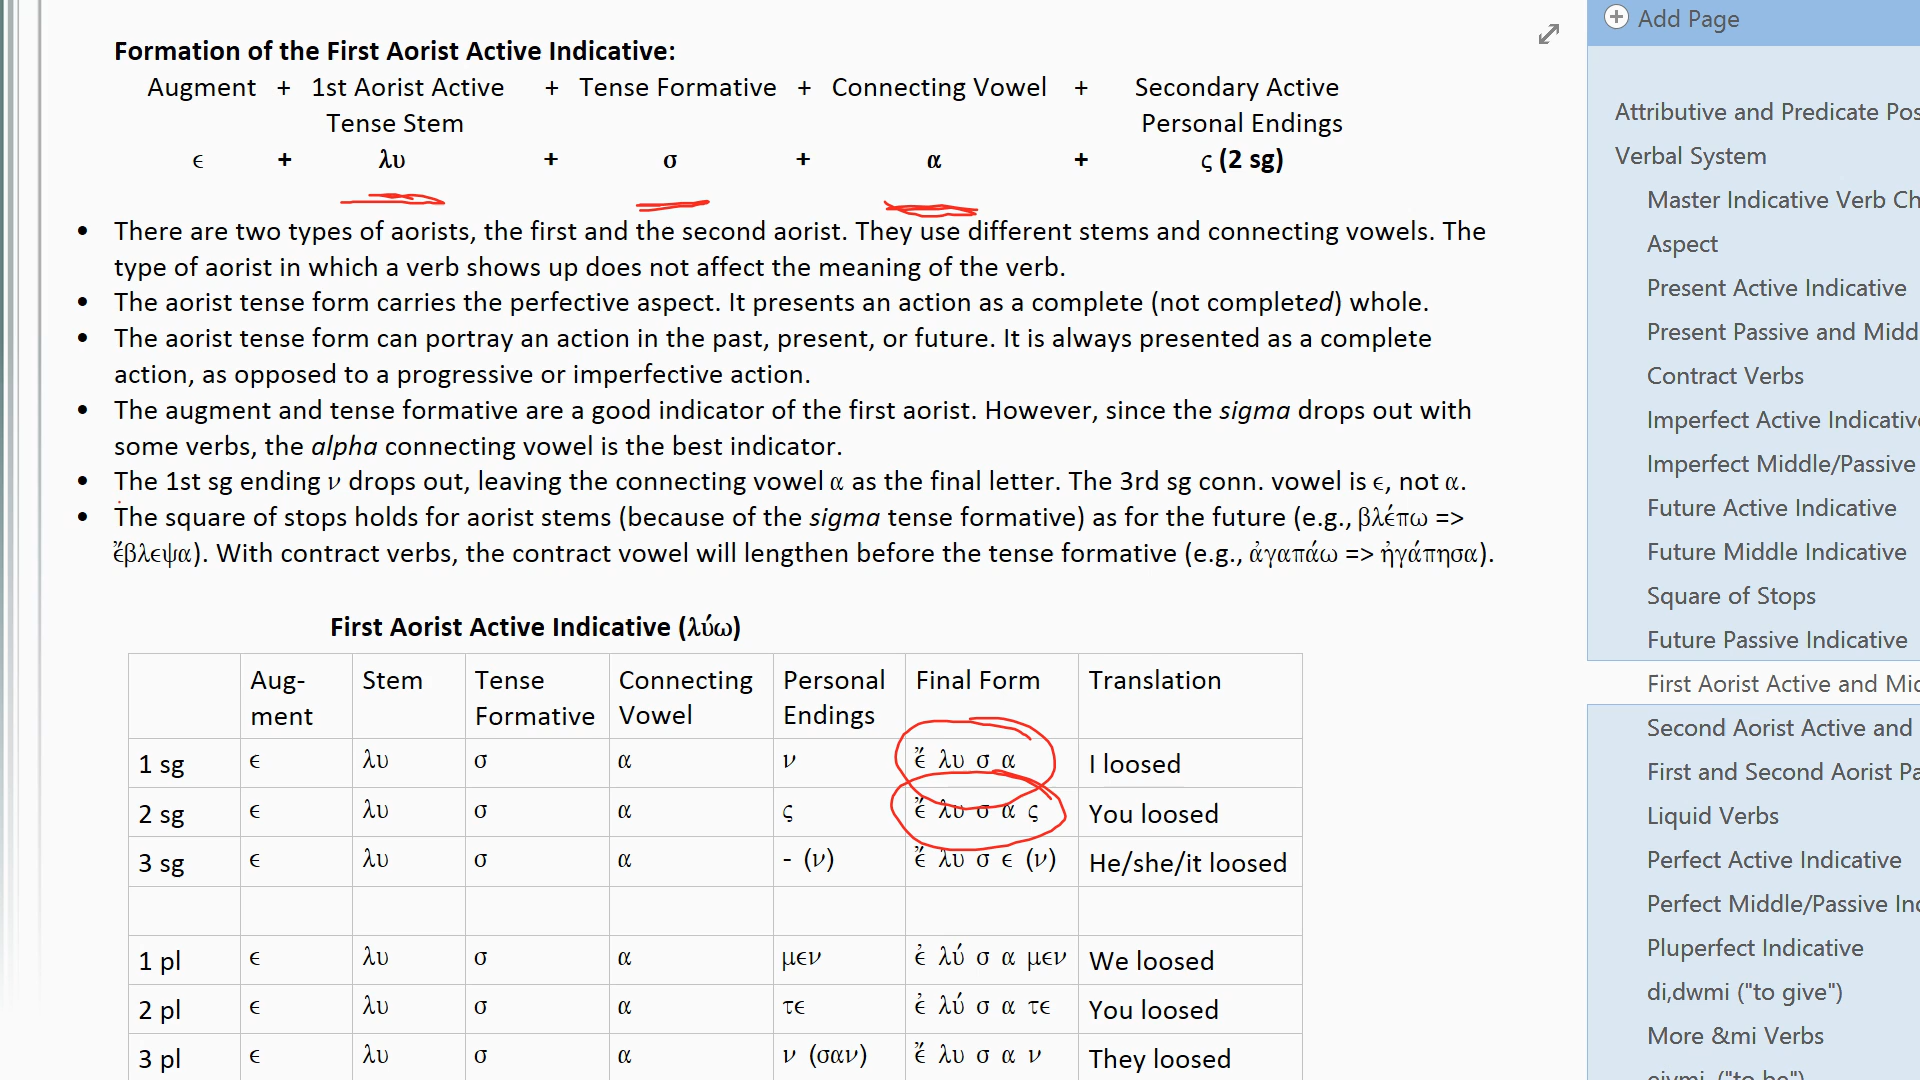 Formation of the First Aorist Active Indicative:
Augment + 1st Aorist Active + Tense Formative + Connecting Vowel + Secondary Active
Tense Stem Personal Endings
ϵ + λυ + σ + α + ς (2 sg)
• There are two types of aorists, the first and the second aorist. They use different stems and connecting vowels. The
type of aorist in which a verb shows up does not affect the meaning of the verb.
• The aorist tense form carries the perfective aspect. It presents an action as a complete (not completed) whole.
• The aorist tense form can portray an action in the past, present, or future. It is always presented as a complete
action, as opposed to a progressive or imperfective action.
• The augment and tense formative are a good indicator of the first aorist. However, since the sigma drops out with
some verbs, the alpha connecting vowel is the best indicator.
• The 1st sg ending ν drops out, leaving the connecting vowel α as the final letter. The 3rd sg conn. vowel is ϵ, not α.
• The square of stops holds for aorist stems (because of the sigma tense formative) as for the future (e.g., βλέπω =>
ἔβλεψα). With contract verbs, the contract vowel will lengthen before the tense formative (e.g., ἀγαπάω => ἠγάπησα).
First Aorist Active Indicative (λύω)
Aug- Stem Tense Connecting Personal Final Form Translation
ment Formative Vowel Endings
1 sg ϵ λυ σ α ν ἔ λυ σ α I loosed
2 sg ϵ λυ σ α ς ἔ λυ σ α ς You loosed
3 sg ϵ λυ σ α - (ν) ἔ λυ σ ϵ (ν) He/she/it loosed
1 pl ϵ λυ σ α μϵν ἐ λύ σ α μϵν We loosed
2 pl ϵ λυ σ α τϵ ἐ λύ σ α τϵ You loosed
3 pl ϵ λυ σ α ν (σαν) ἔ λυ σ α ν They loosed
Add Page
Attributive and Predicate Pos
Verbal System
Master Indicative Verb Ch
Aspect
Present Active Indicative
Present Passive and Midd
Contract Verbs
Imperfect Active Indicative
Imperfect Middle/Passive
Future Active Indicative
Future Middle Indicative
Square of Stops
Future Passive Indicative
First Aorist Active and Mid
Second Aorist Active and
First and Second Aorist Pa
Liquid Verbs
Perfect Active Indicative
Perfect Middle/Passive Ind
Pluperfect Indicative
di,dwmi ("to give")
More &mi Verbs